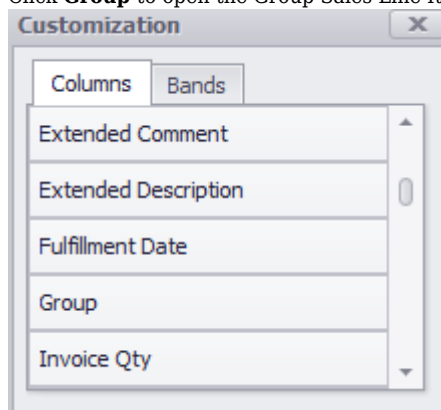 Click Group to open the Group Sales Line
Customization
Columns Bands
Extended Comment
Extended Description
Fulfillment Date
Group
Invoice Qty